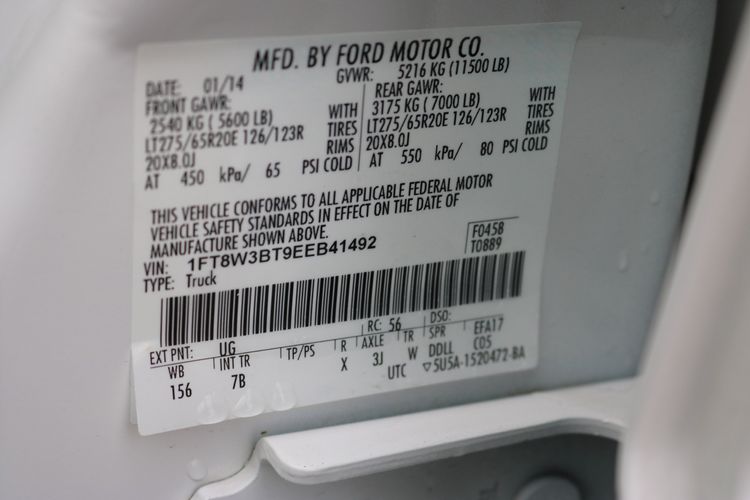 MFD. BY FORD MOTOR CO.
DATE: 01/14 GVWR: 5216 KG (11500 LB)
FRONT GAWR: REAR GAWR:
2540 KG ( 5600 LB) WITH 3175 KG ( 7000 LB) WITH
LT275/65R20E 126/123R TIRES LT275/65R20E 126/123R TIRES
20X8.0J RIMS 20X8.0J RIMS
AT 450 kPa/ 65 PSI COLD AT 550 kPa/ 80 PSI COLD
THIS VEHICLE CONFORMS TO ALL APPLICABLE FEDERAL MOTOR
VEHICLE SAFETY STANDARDS IN EFFECT ON THE DATE OF
MANUFACTURE SHOWN ABOVE.
VIN: 1FT8W3BT9EEB41492 F0458
TYPE: Truck T0889
EXT PNT: UG RC: 56 DSO:
WB INT TR TP/PS R AXLE TR SPR EFA17
156 7B X 3J W DDLL C05
UTC ▽5U5A-1520472-BA